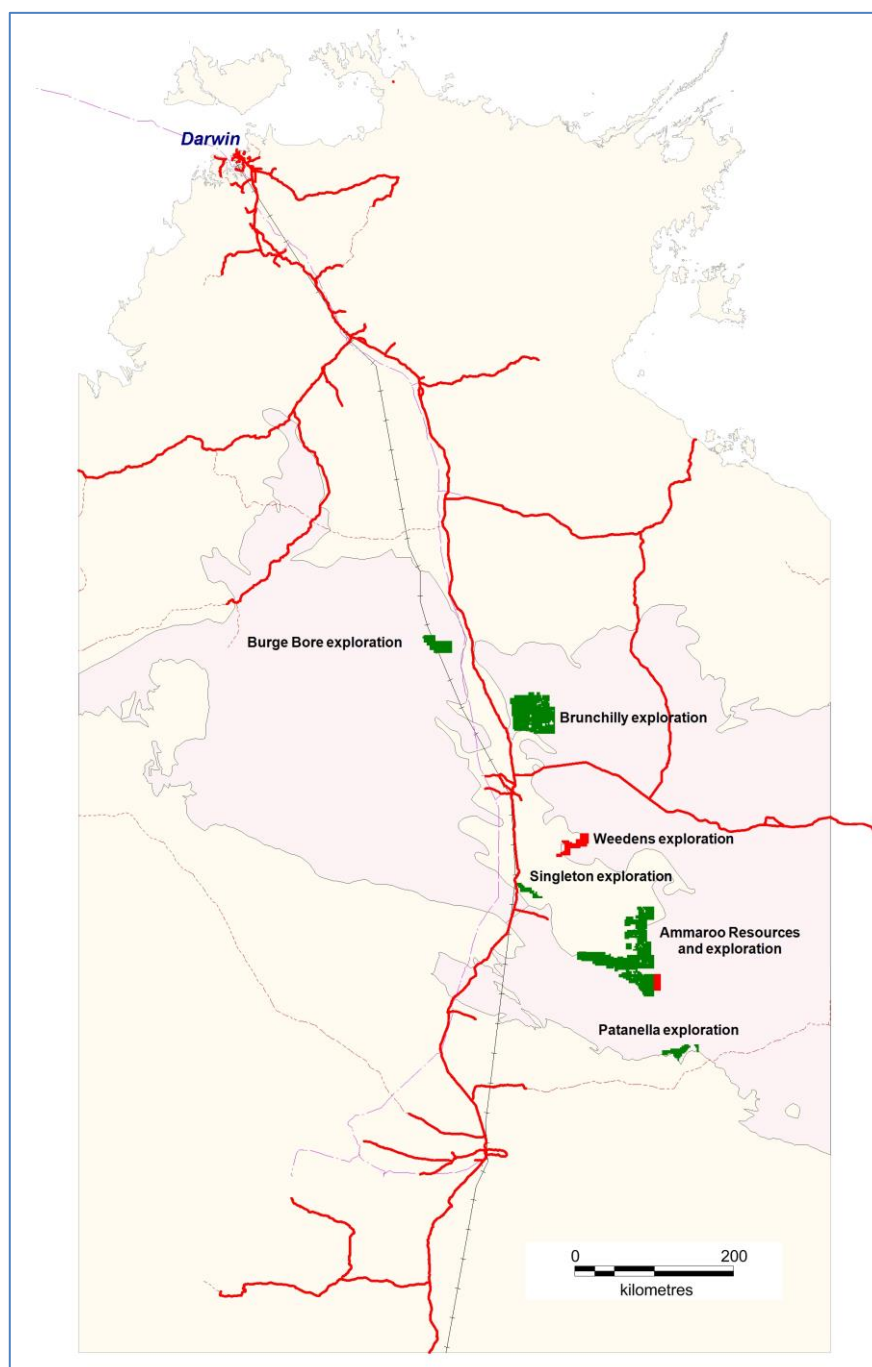 Darwin
Burge Bore exploration
Brunchilly exploration
Weedens exploration
Singleton exploration
Ammaroo Resources
and exploration
Patanella exploration
0 200
kilometres